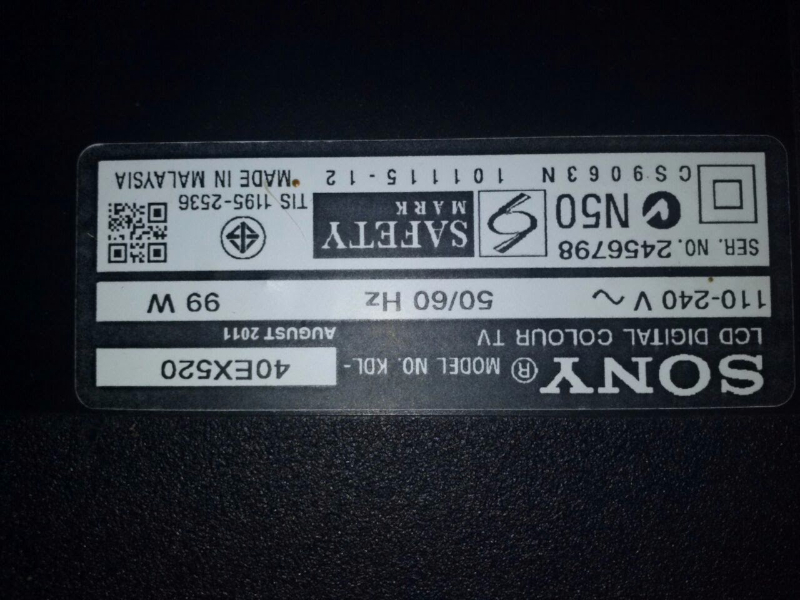 SONY ® MODEL NO. KDL- 40EX520
LCD DIGITAL COLOUR TV AUGUST 2011
110-240 V ~ 50/60 Hz 99 W
SER. NO. 2456798 SAFETY MARK
N50 TIS 1195-2536
CS9063N 101115-12 MADE IN MALAYSIA